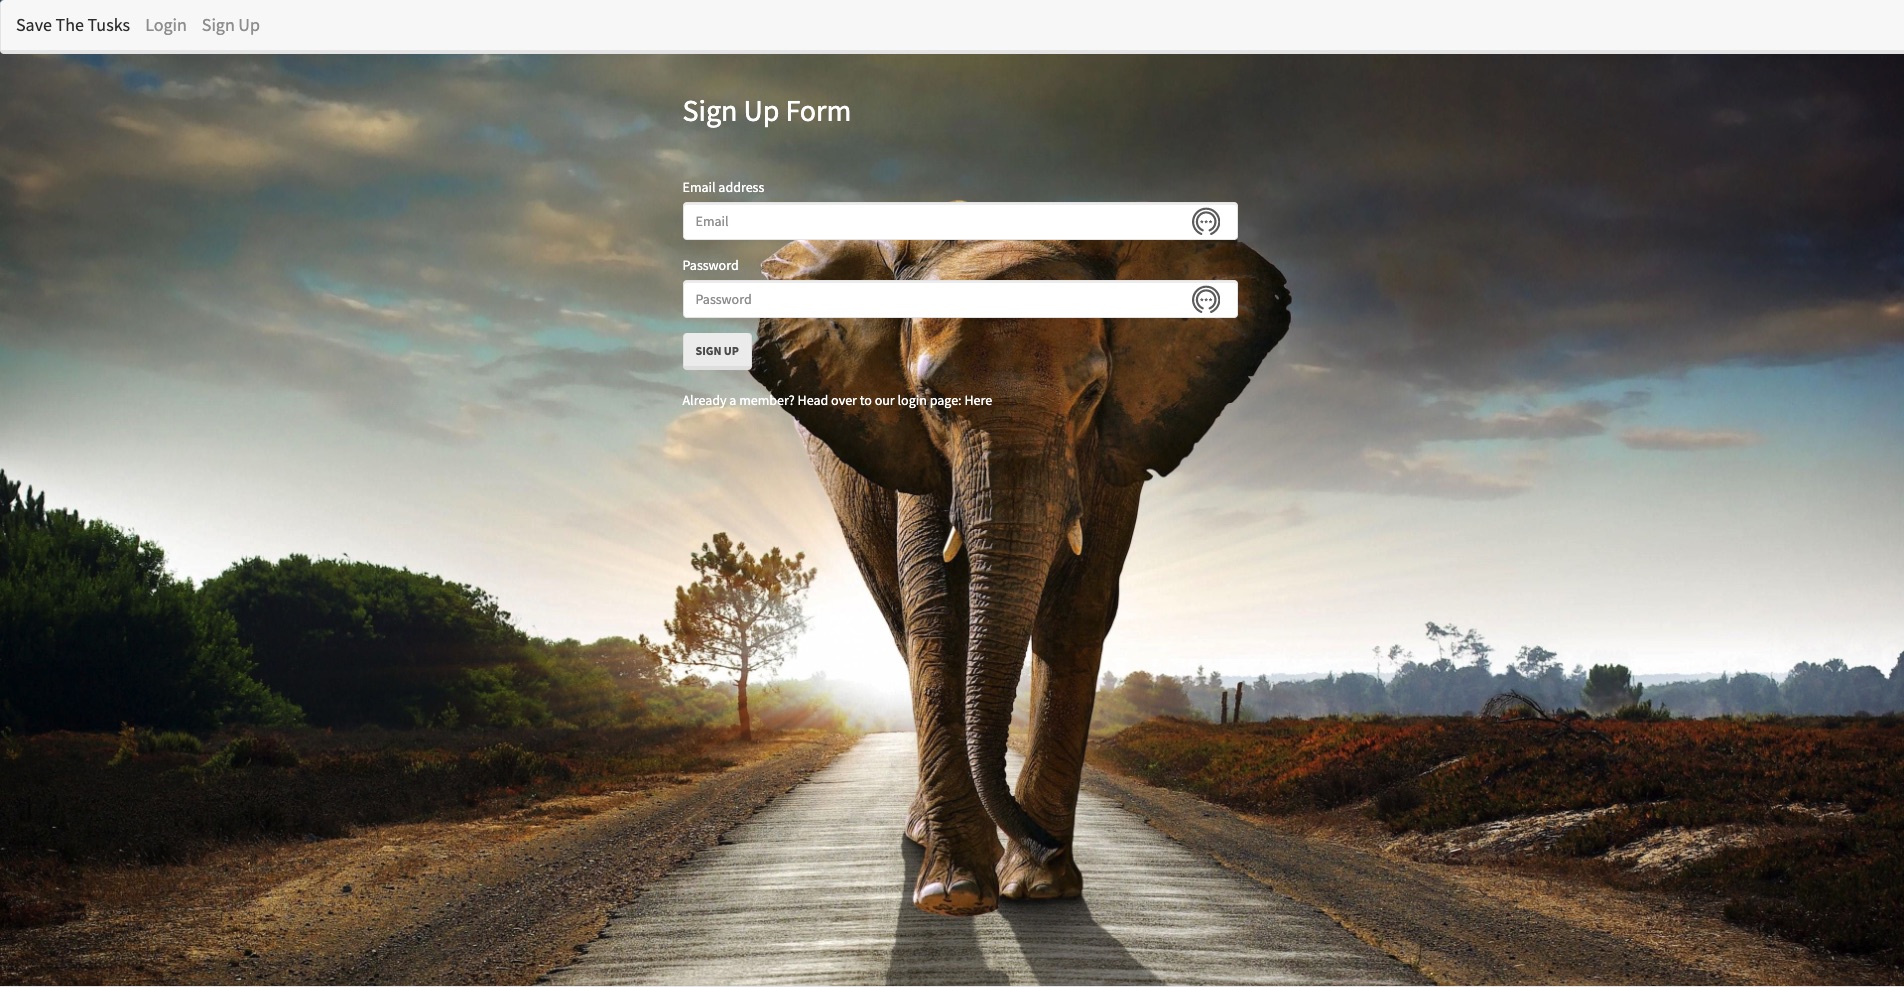 Save The Tusks Login Sign Up
Sign Up Form
Email address
Email
Password
Password
SIGN UP
Already a member? Head over to our login page: Here